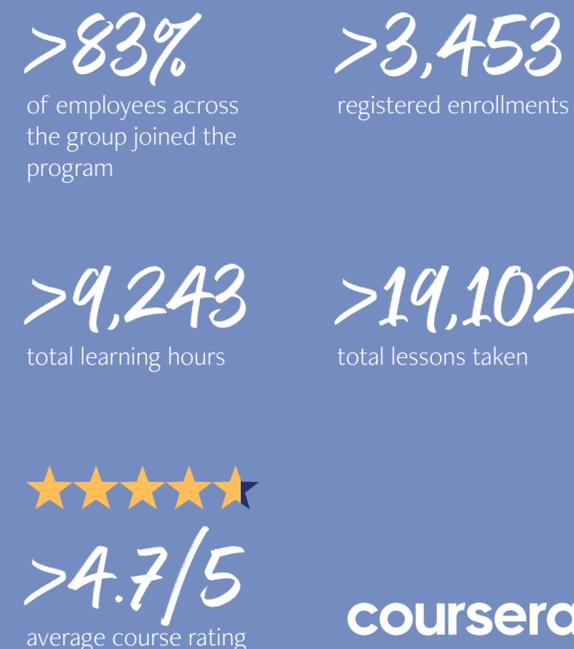 >83%
of employees across
the group joined the
program
>3,453
registered enrollments
>9,243
total learning hours
>19,102
total lessons taken
>4.7/5
average course rating
coursera